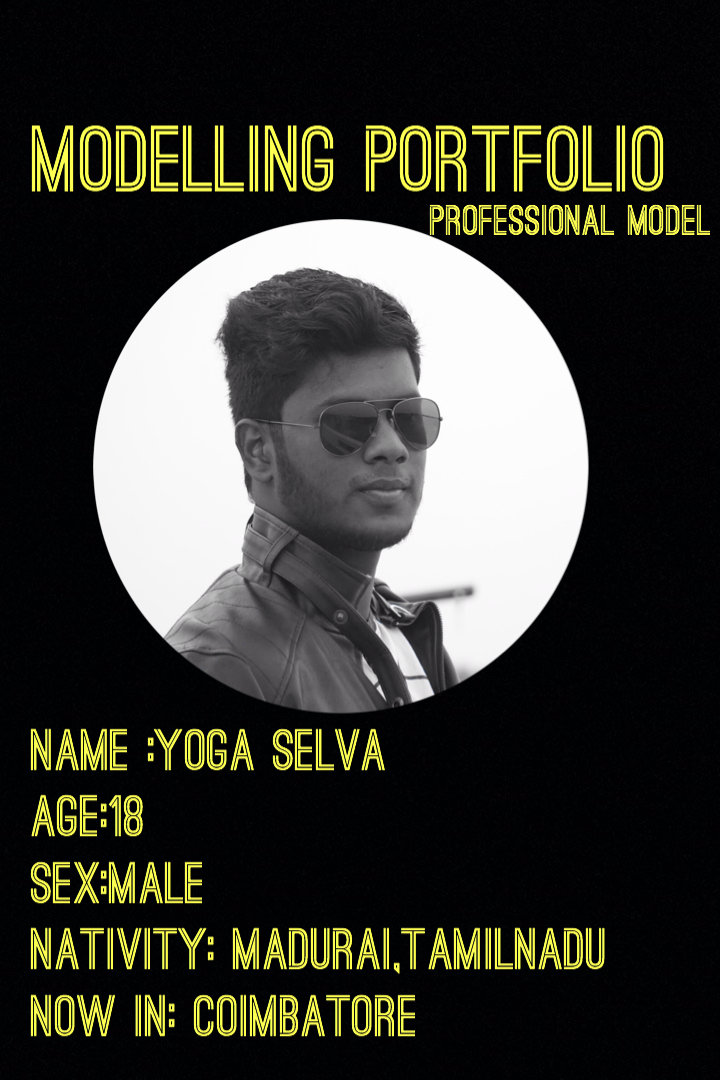 MODELLING PORTFOLIO
PROFESSIONAL MODEL
NAME :YOGA SELVA
AGE:18
SEX:MALE
NATIVITY: MADURAI,TAMILNADU
NOW IN: COIMBATORE